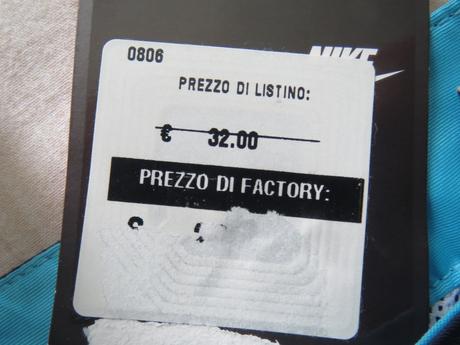 0806
NIKE
PREZZO DI LISTINO:
€ 32.00
PREZZO DI FACTORY: